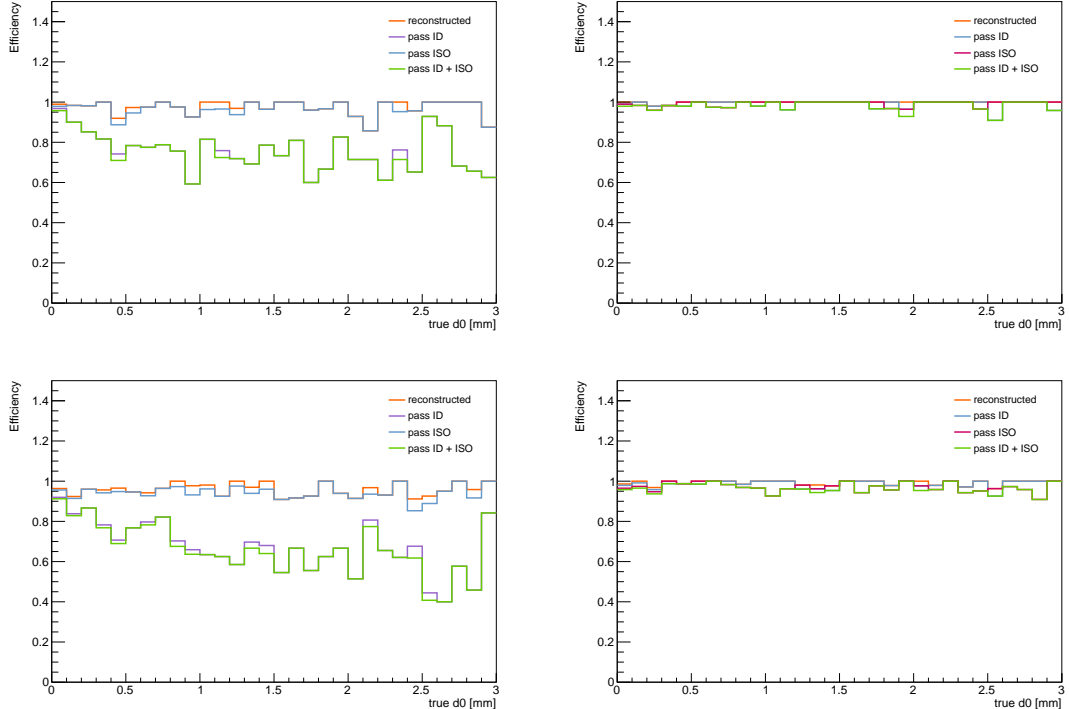 Efficiency
1.4
1.2
1
0.8
0.6
0.4
0.2
0
reconstructed
pass ID
pass ISO
pass ID + ISO
0 0.5 1 1.5 2 2.5 3
true d0 [mm]
Efficiency
1.4
1.2
1
0.8
0.6
0.4
0.2
0
reconstructed
pass ID
pass ISO
pass ID + ISO
0 0.5 1 1.5 2 2.5 3
true d0 [mm]
Efficiency
1.4
1.2
1
0.8
0.6
0.4
0.2
0
reconstructed
pass ID
pass ISO
pass ID + ISO
0 0.5 1 1.5 2 2.5 3
true d0 [mm]
Efficiency
1.4
1.2
1
0.8
0.6
0.4
0.2
0
reconstructed
pass ID
pass ISO
pass ID + ISO
0 0.5 1 1.5 2 2.5 3
true d0 [mm]